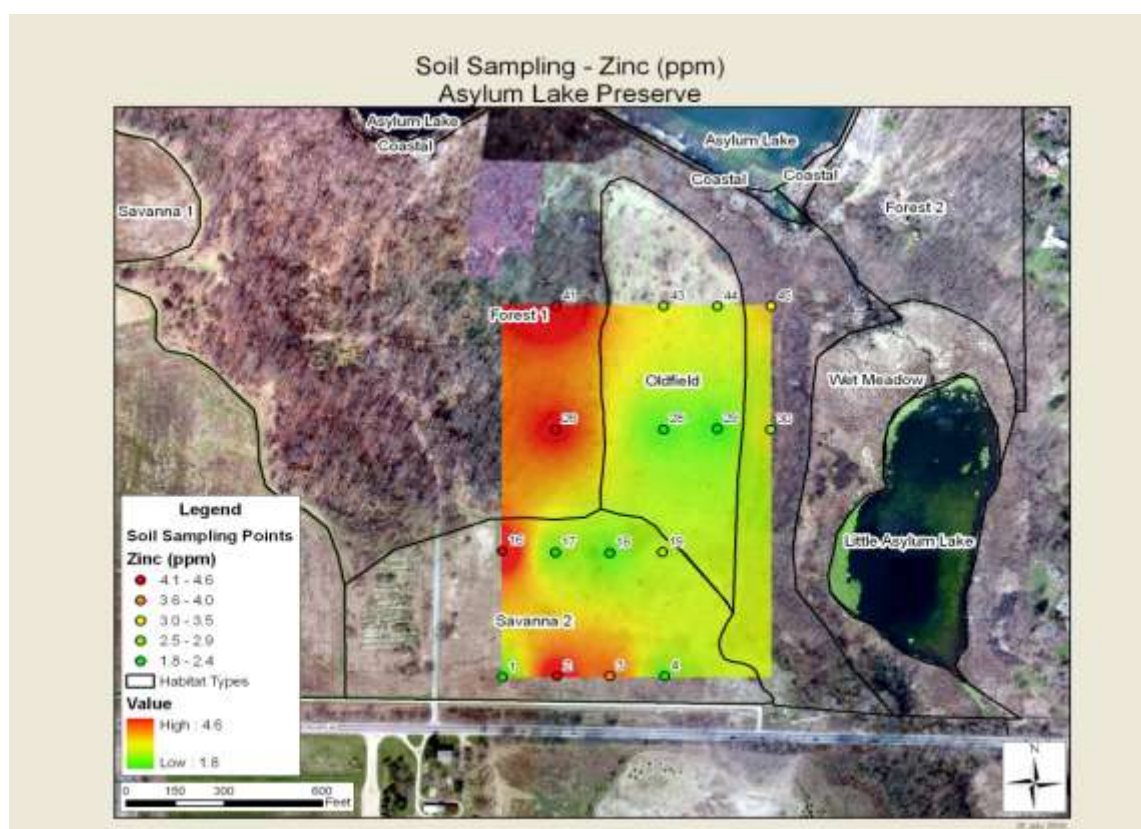 Soil Sampling - Zinc (ppm)
Asylum Lake Preserve
Asylum Lake
Coastal
Asylum Lake
Coastal
Coastal
Savanna 1
Forest 2
41
43
44
45
Forest 1
Oldfield
Wet Meadow
26
28
29
30
16
17
18
19
Little Asylum Lake
Savanna 2
1
2
3
4
Legend
Soil Sampling Points
Zinc (ppm)
4.1 - 4.6
3.6 - 4.0
3.0 - 3.5
2.5 - 2.9
1.8 - 2.4
Habitat Types
Value
High : 4.6
Low : 1.8
0 150 300 600
Feet
N